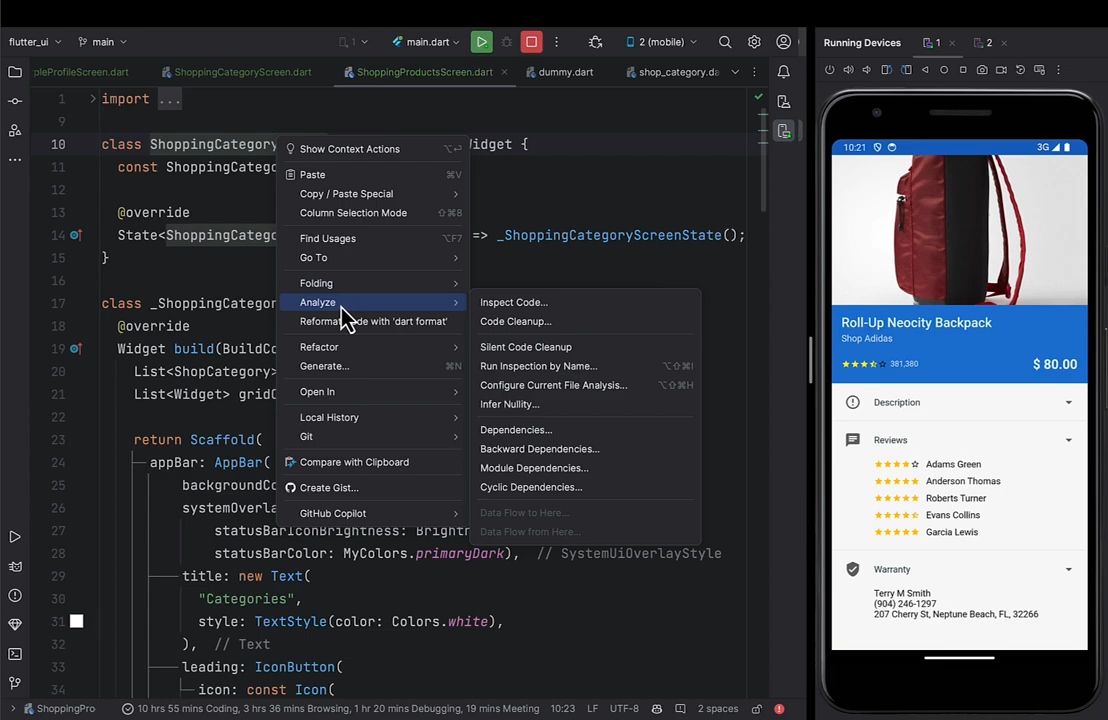 flutter_ui
main
1
main.dart
2 (mobile)
Running Devices
1
2
pleProfileScreen.dart
ShoppingCategoryScreen.dart
ShoppingProductsScreen.dart
dummy.dart
shop_category.da
1 import ...
9
10 class ShoppingCategory
Widget {
11 const ShoppingCateg
12
13 @override
14 State<ShoppingCatego
=> _ShoppingCategoryScreenState();
15 }
16
17 class _ShoppingCategor
18 @override
19 Widget build(BuildCo
20 List<ShopCategory>
21 List<Widget> gridC
22
23 return Scaffold(
24 appBar: AppBar(
25 backgroundCo
26 systemOverla
27 statusBarIconBrightness: Bright
28 statusBarColor: MyColors.primaryDark), // SystemUiOverlayStyle
29 title: new Text(
30 "Categories",
31 style: TextStyle(color: Colors.white),
32 ), // Text
33 leading: IconButton(
34 icon: const Icon(
Show Context Actions ⌥⏎
Paste ⌘V
Copy / Paste Special
Column Selection Mode ⇧⌘8
Find Usages ⌥F7
Go To
Folding
Analyze
Reformat Code with 'dart format'
Refactor
Generate... ⌘N
Open In
Local History
Git
Compare with Clipboard
Create Gist...
GitHub Copilot
Inspect Code...
Code Cleanup...
Silent Code Cleanup
Run Inspection by Name... ⌥⇧⌘I
Configure Current File Analysis... ⌥⇧⌘H
Infer Nullity...
Dependencies...
Backward Dependencies...
Module Dependencies...
Cyclic Dependencies...
Data Flow to Here...
Data Flow from Here...
10:21
3G
Roll-Up Neocity Backpack
Shop Adidas
381,380
$ 80.00
Description
Reviews
Adams Green
Anderson Thomas
Roberts Turner
Evans Collins
Garcia Lewis
Warranty
Terry M Smith
(904) 246-1297
207 Cherry St, Neptune Beach, FL, 32266
ShoppingPro
10 hrs 55 mins Coding, 3 hrs 36 mins Browsing, 1 hr 20 mins Debugging, 19 mins Meeting
10:23
LF
UTF-8
2 spaces